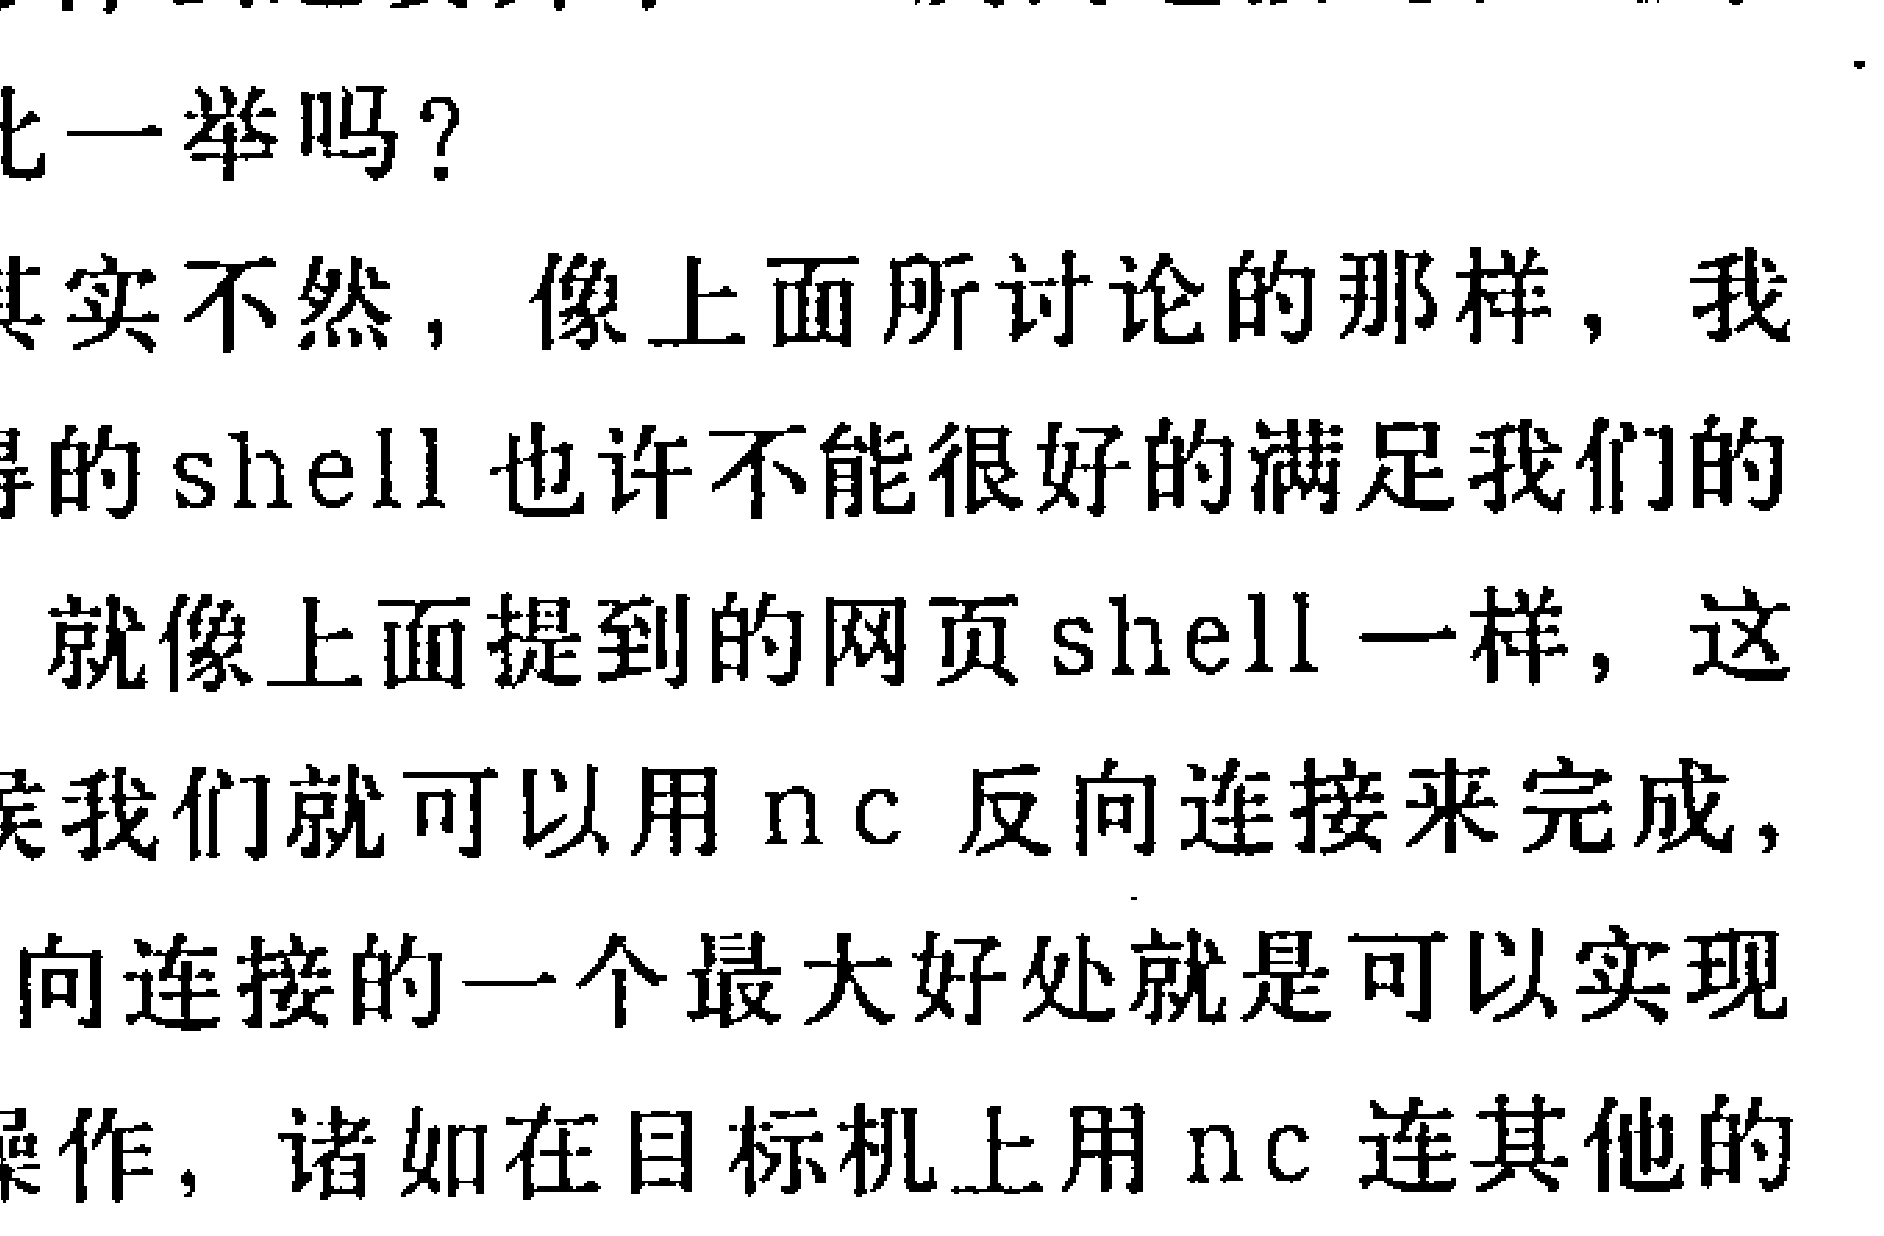 此一举吗?
其实不然，像上面所讨论的那样，我
得的shell也许不能很好的满足我们的
就像上面提到的网页shell一样，这
候我们就可以用nc反向连接来完成，
向连接的一个最大好处就是可以实现
操作，诸如在目标机上用nc连其他的